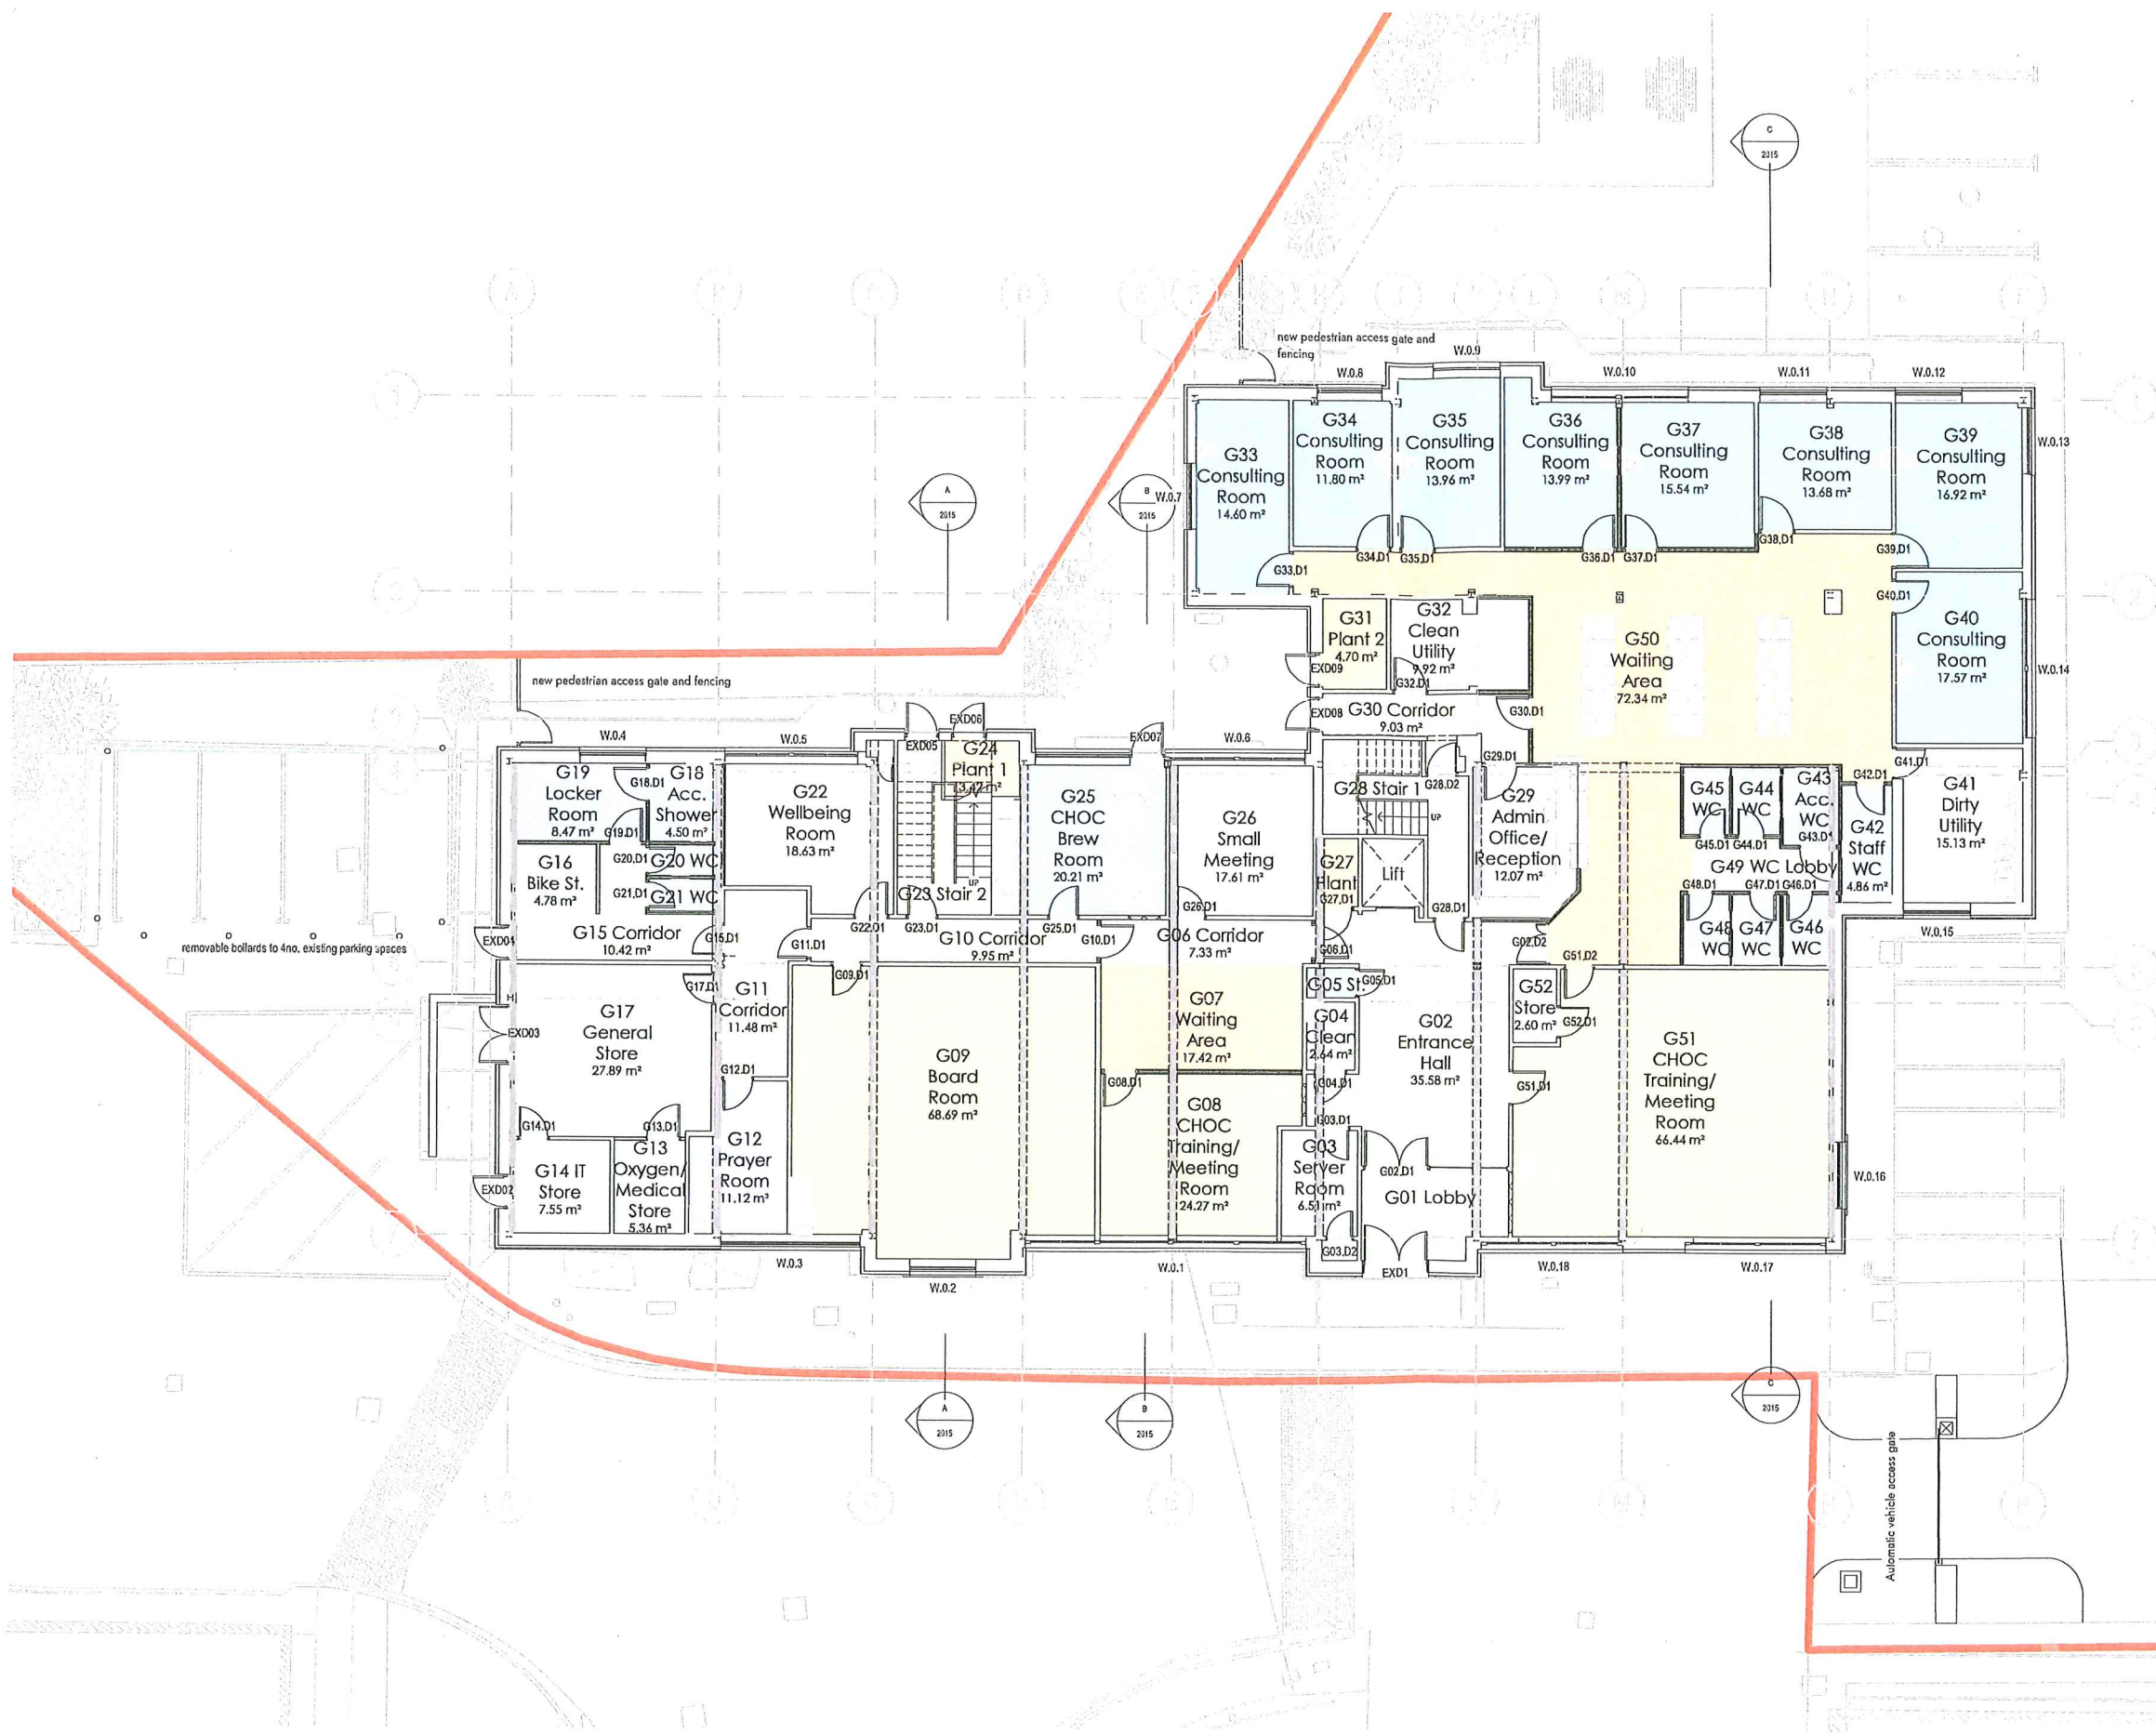 C
2015
new pedestrian access gate and
fencing
W.0.8
W.0.9
W.0.10
W.0.11
W.0.12
W.0.13
G33
Consulting
Room
14.60 m²
G34
Consulting
Room
11.80 m²
G35
Consulting
Room
13.96 m²
G36
Consulting
Room
13.99 m²
G37
Consulting
Room
15.54 m²
G38
Consulting
Room
13.68 m²
G39
Consulting
Room
16.92 m²
A
2015
B
2015
W.0.7
G33.D1
G34.D1
G35.D1
G36.D1
G37.D1
G38.D1
G39.D1
G40.D1
G31
Plant 2
4.70 m²
G32
Clean
Utility
9.92 m²
G32.D1
G50
Waiting
Area
72.34 m²
G40
Consulting
Room
17.57 m²
W.0.14
EXD09
EXD08
G30 Corridor
9.03 m²
G30.D1
new pedestrian access gate and fencing
W.0.4
W.0.5
EXD05
EXD06
EXD07
W.0.6
G19
Locker
Room
8.47 m²
G19.D1
G18.D1
G18
Acc.
Shower
4.50 m²
G22
Wellbeing
Room
18.63 m²
G24
Plant 1
13.42 m²
G25
CHOC
Brew
Room
20.21 m²
G26
Small
Meeting
17.61 m²
G28 Stair 1
G28.D2
UP
G29.D1
G29
Admin
Office/
Reception
12.07 m²
G45
WC
G44
WC
G43
Acc.
WC
G43.D1
G42.D1
G41.D1
G42
Staff
WC
4.86 m²
G41
Dirty
Utility
15.13 m²
G45.D1
G44.D1
G49 WC Lobby
G48.D1
G47.D1
G46.D1
G48
WC
G47
WC
G46
WC
W.0.15
G16
Bike St.
4.78 m²
G20.D1
G20 WC
G21.D1
G21 WC
G23 Stair 2
UP
G27
Plant
G27.D1
Lift
G28.D1
G26.D1
EXD04
G15 Corridor
10.42 m²
G15.D1
G11.D1
G22.D1
G23.D1
G10 Corridor
9.95 m²
G25.D1
G10.D1
G06 Corridor
7.33 m²
G06.D1
G02.D2
G51.D2
removable bollards to 4no. existing parking spaces
G17.D1
G11
Corridor
11.48 m²
G09.D1
G05 St.
G05.D1
G52
Store
2.60 m²
G52.D1
EXD03
G17
General
Store
27.89 m²
G07
Waiting
Area
17.42 m²
G04
Clean
2.64 m²
G04.D1
G02
Entrance
Hall
35.58 m²
G51
CHOC
Training/
Meeting
Room
66.44 m²
G51.D1
G09
Board
Room
68.69 m²
G12.D1
G08.D1
G08
CHOC
Training/
Meeting
Room
24.27 m²
G03.D1
G03
Server
Room
6.51 m²
G03.D2
G02.D1
G01 Lobby
G14.D1
G13.D1
G14 IT
Store
7.55 m²
G13
Oxygen/
Medical
Store
5.36 m²
G12
Prayer
Room
11.12 m²
EXD02
W.0.16
W.0.3
W.0.2
W.0.1
EXD1
W.0.18
W.0.17
A
2015
B
2015
C
2015
Automatic vehicle access gate